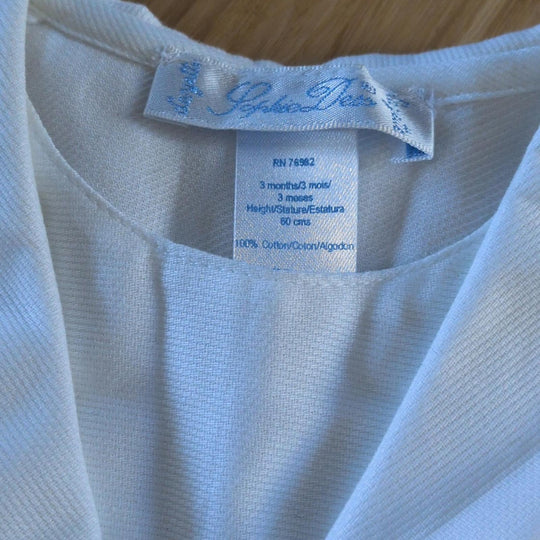 Sophie Dess
RN 76982
3 months/3 mois/
3 meses
Height/Stature/Estatura
60 cms
100% Cotton/Coton/Algodon